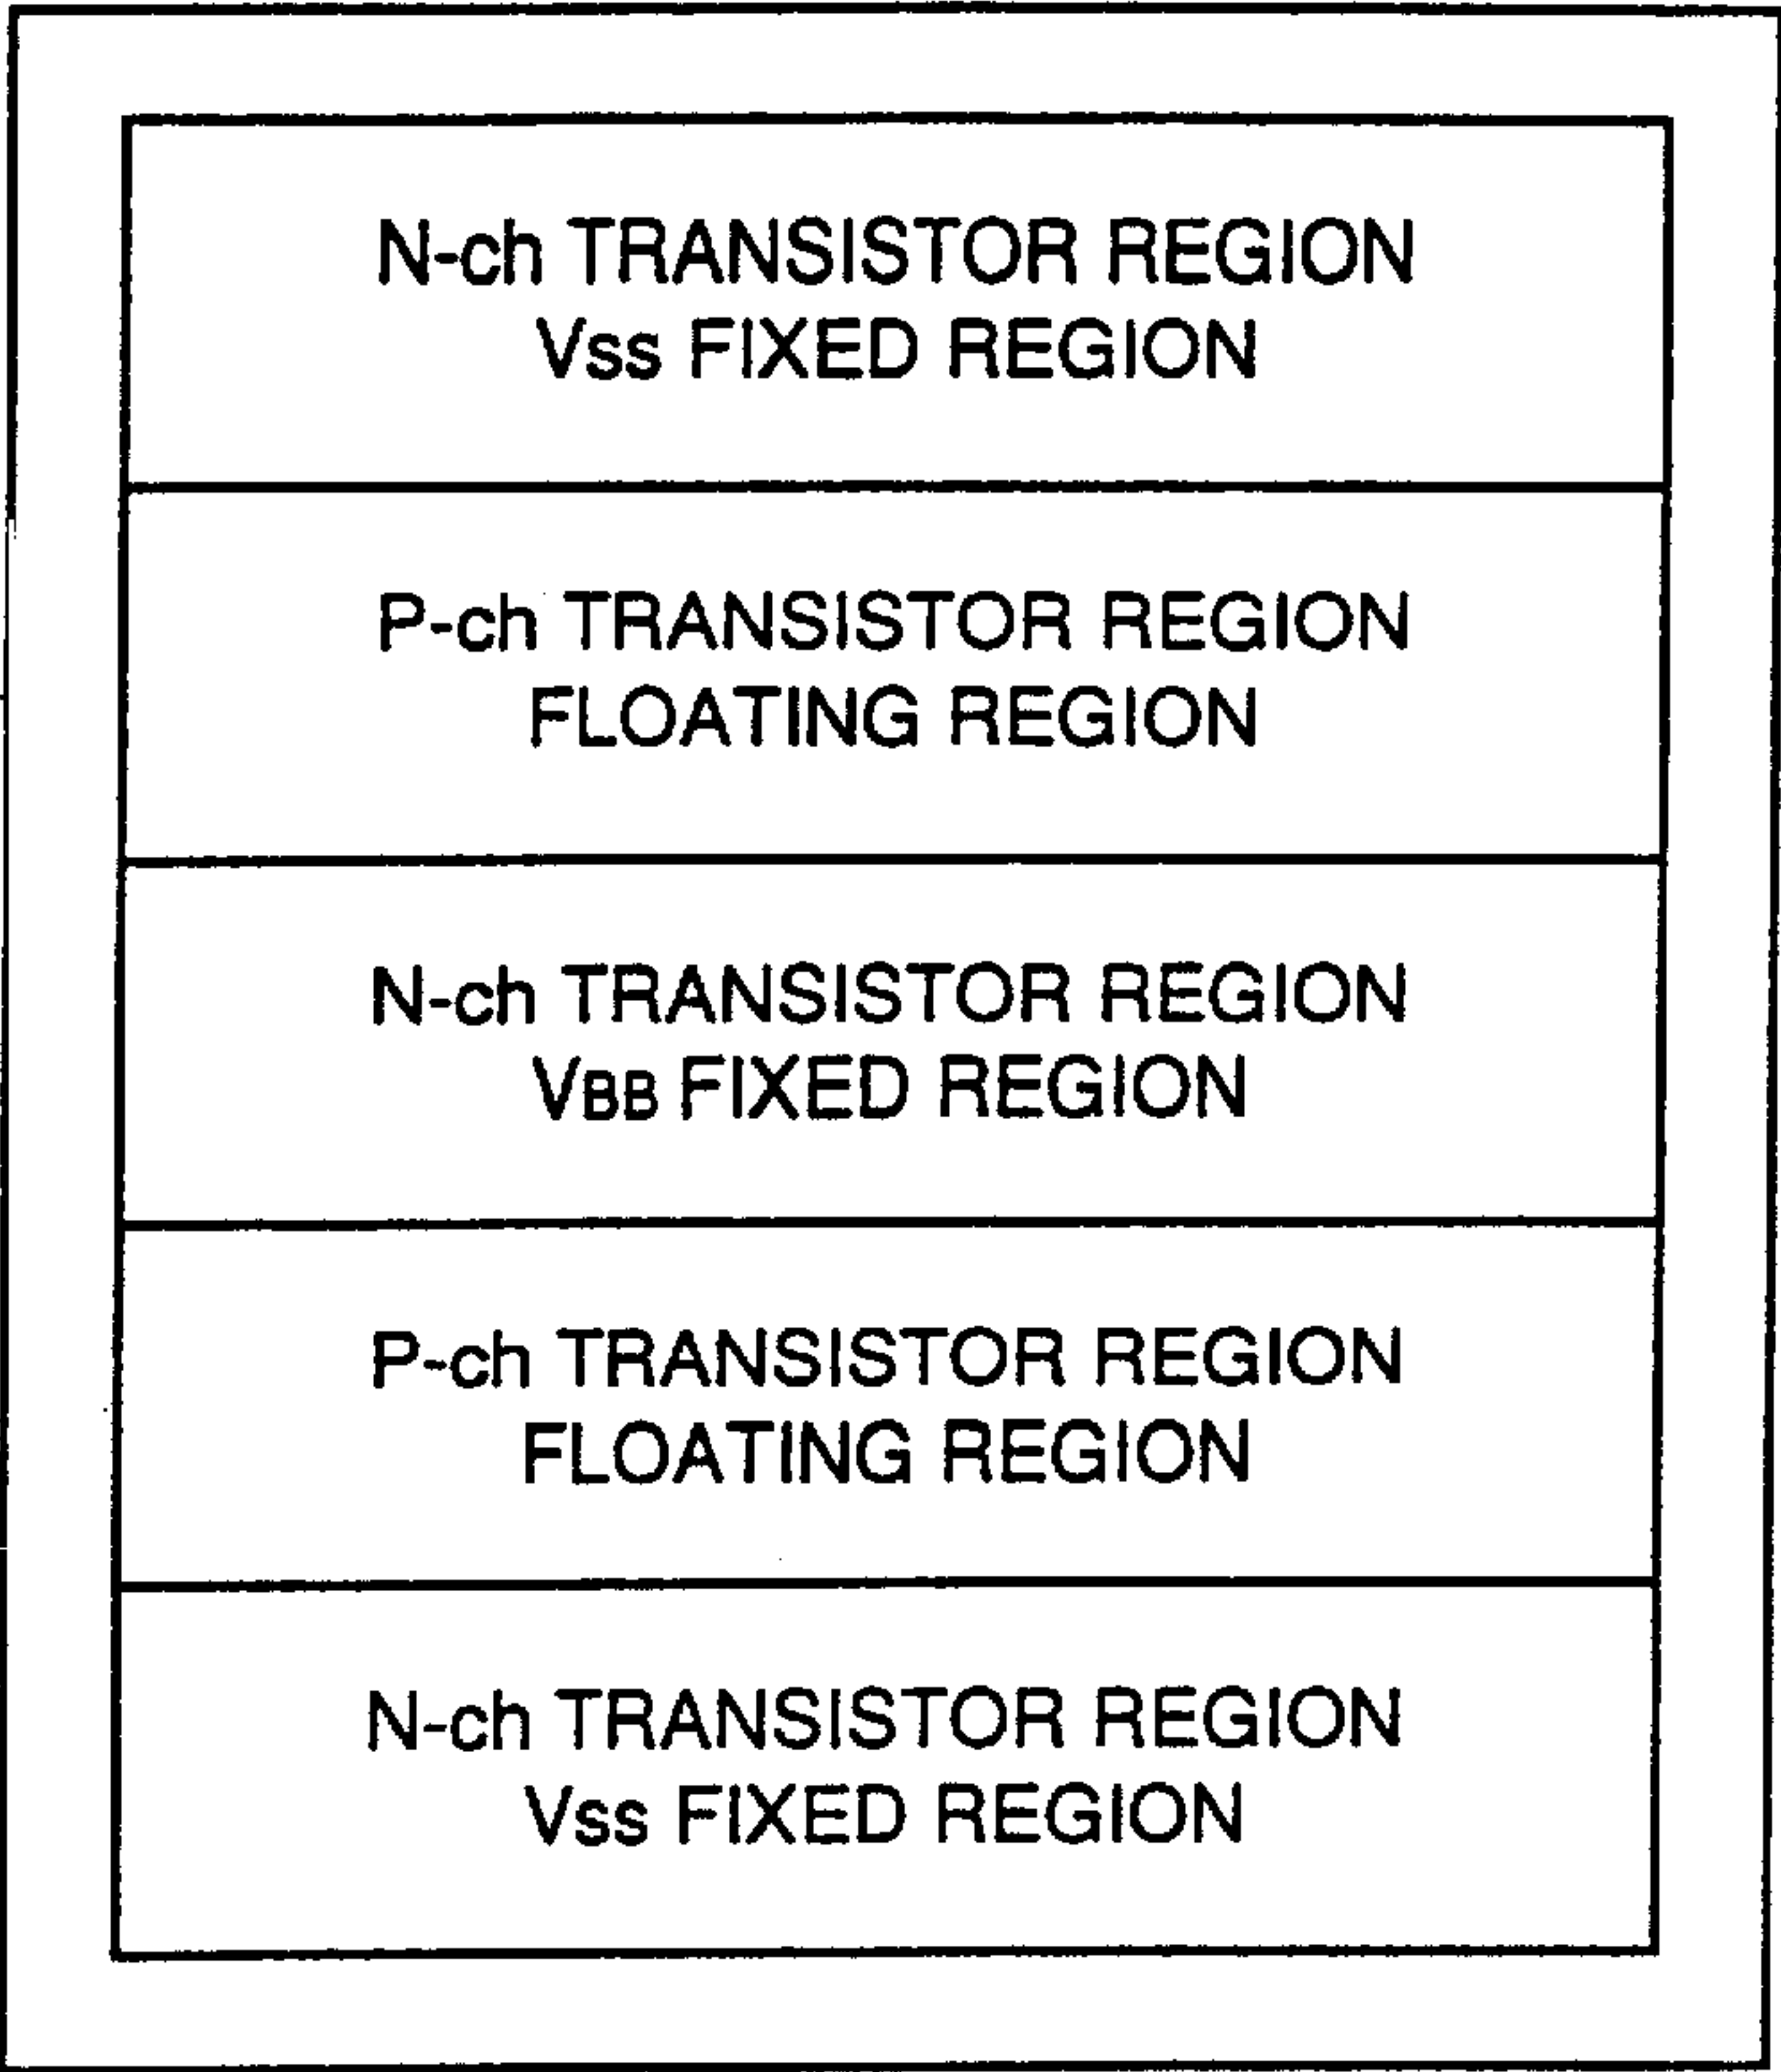 N-ch TRANSISTOR REGION
Vss FIXED REGION
P-ch TRANSISTOR REGION
FLOATING REGION
N-ch TRANSISTOR REGION
VBB FIXED REGION
P-ch TRANSISTOR REGION
FLOATING REGION
N-ch TRANSISTOR REGION
Vss FIXED REGION